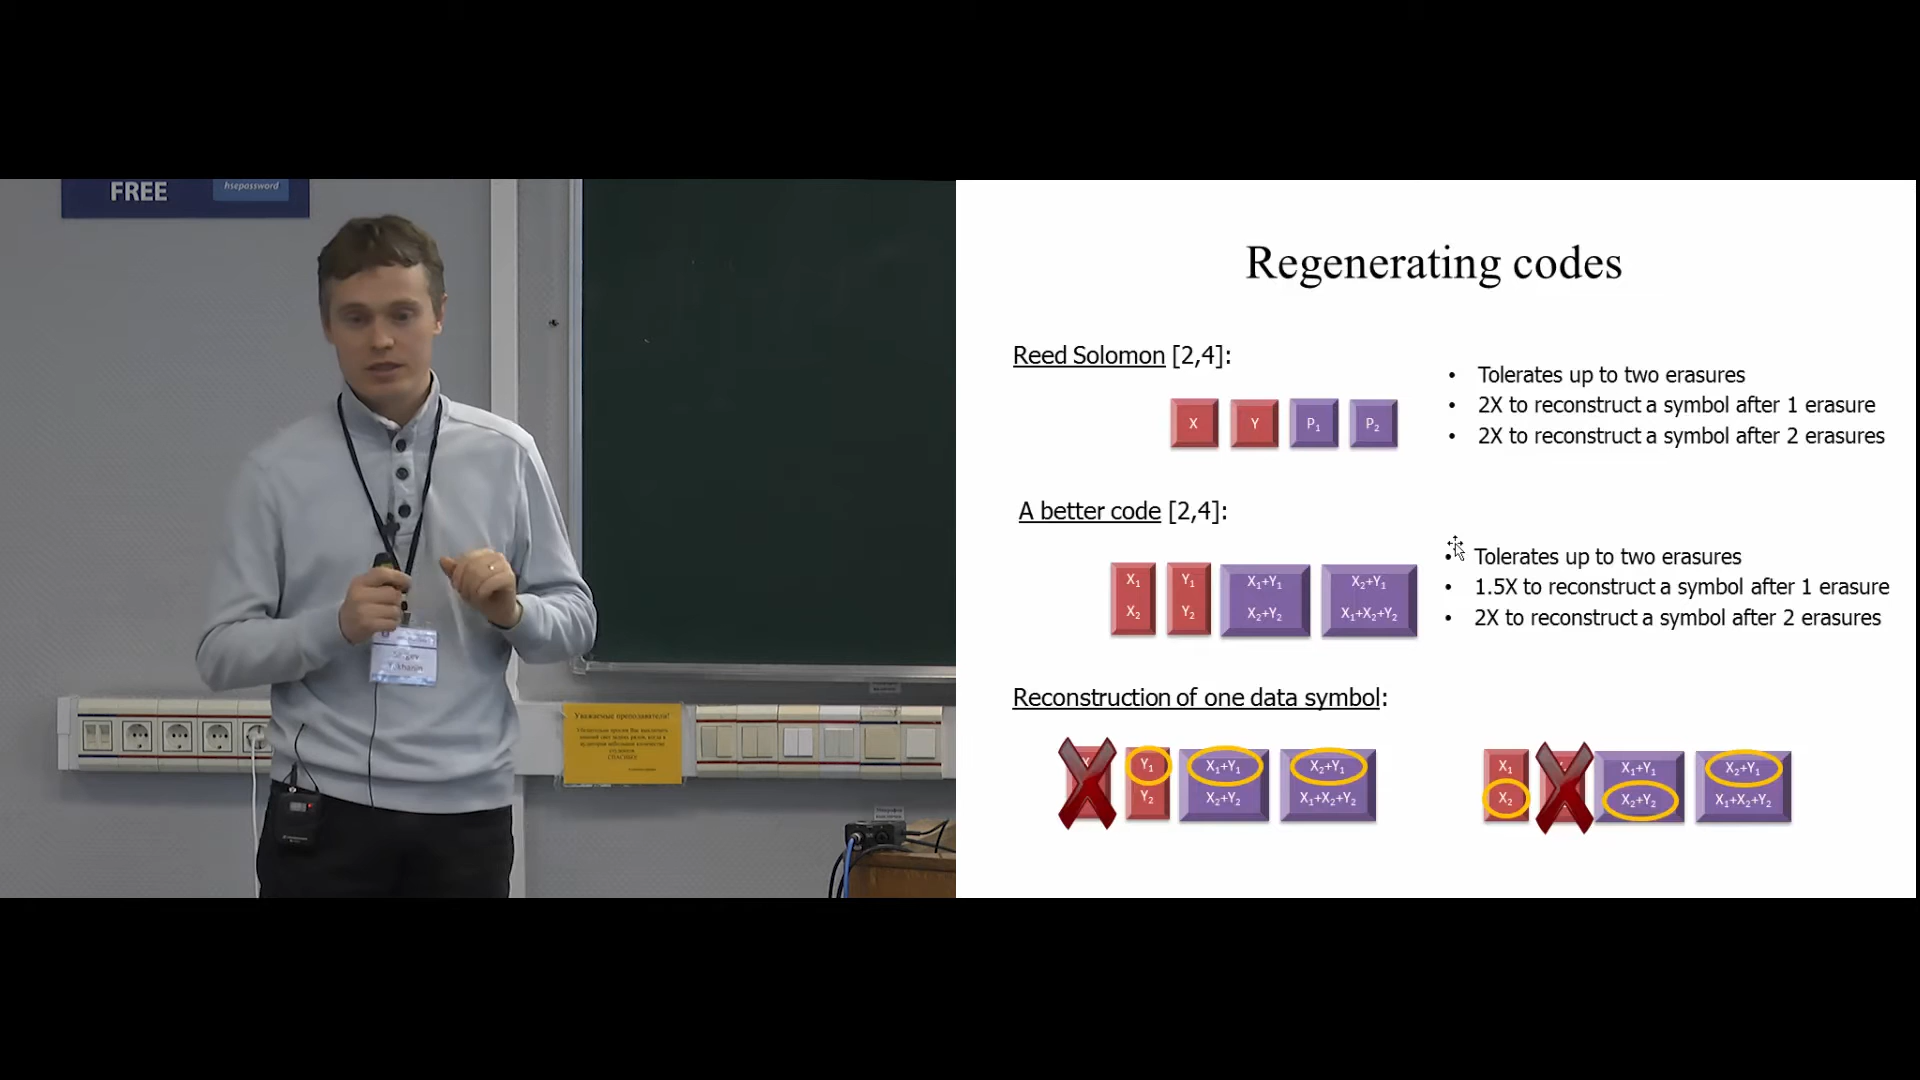 FREE
hsepassword
Уважаемые преподаватели!
СПАСИБО
Regenerating codes
Reed Solomon [2,4]:
X Y P₁ P₂
• Tolerates up to two erasures
• 2X to reconstruct a symbol after 1 erasure
• 2X to reconstruct a symbol after 2 erasures
A better code [2,4]:
X₁ Y₁ X₁+Y₁ X₂+Y₁
X₂ Y₂ X₂+Y₂ X₁+X₂+Y₂
• Tolerates up to two erasures
• 1.5X to reconstruct a symbol after 1 erasure
• 2X to reconstruct a symbol after 2 erasures
Reconstruction of one data symbol:
Y₁ X₁+Y₁ X₂+Y₁
Y₂ X₂+Y₂ X₁+X₂+Y₂
X₁ X₁+Y₁ X₂+Y₁
X₂ X₂+Y₂ X₁+X₂+Y₂